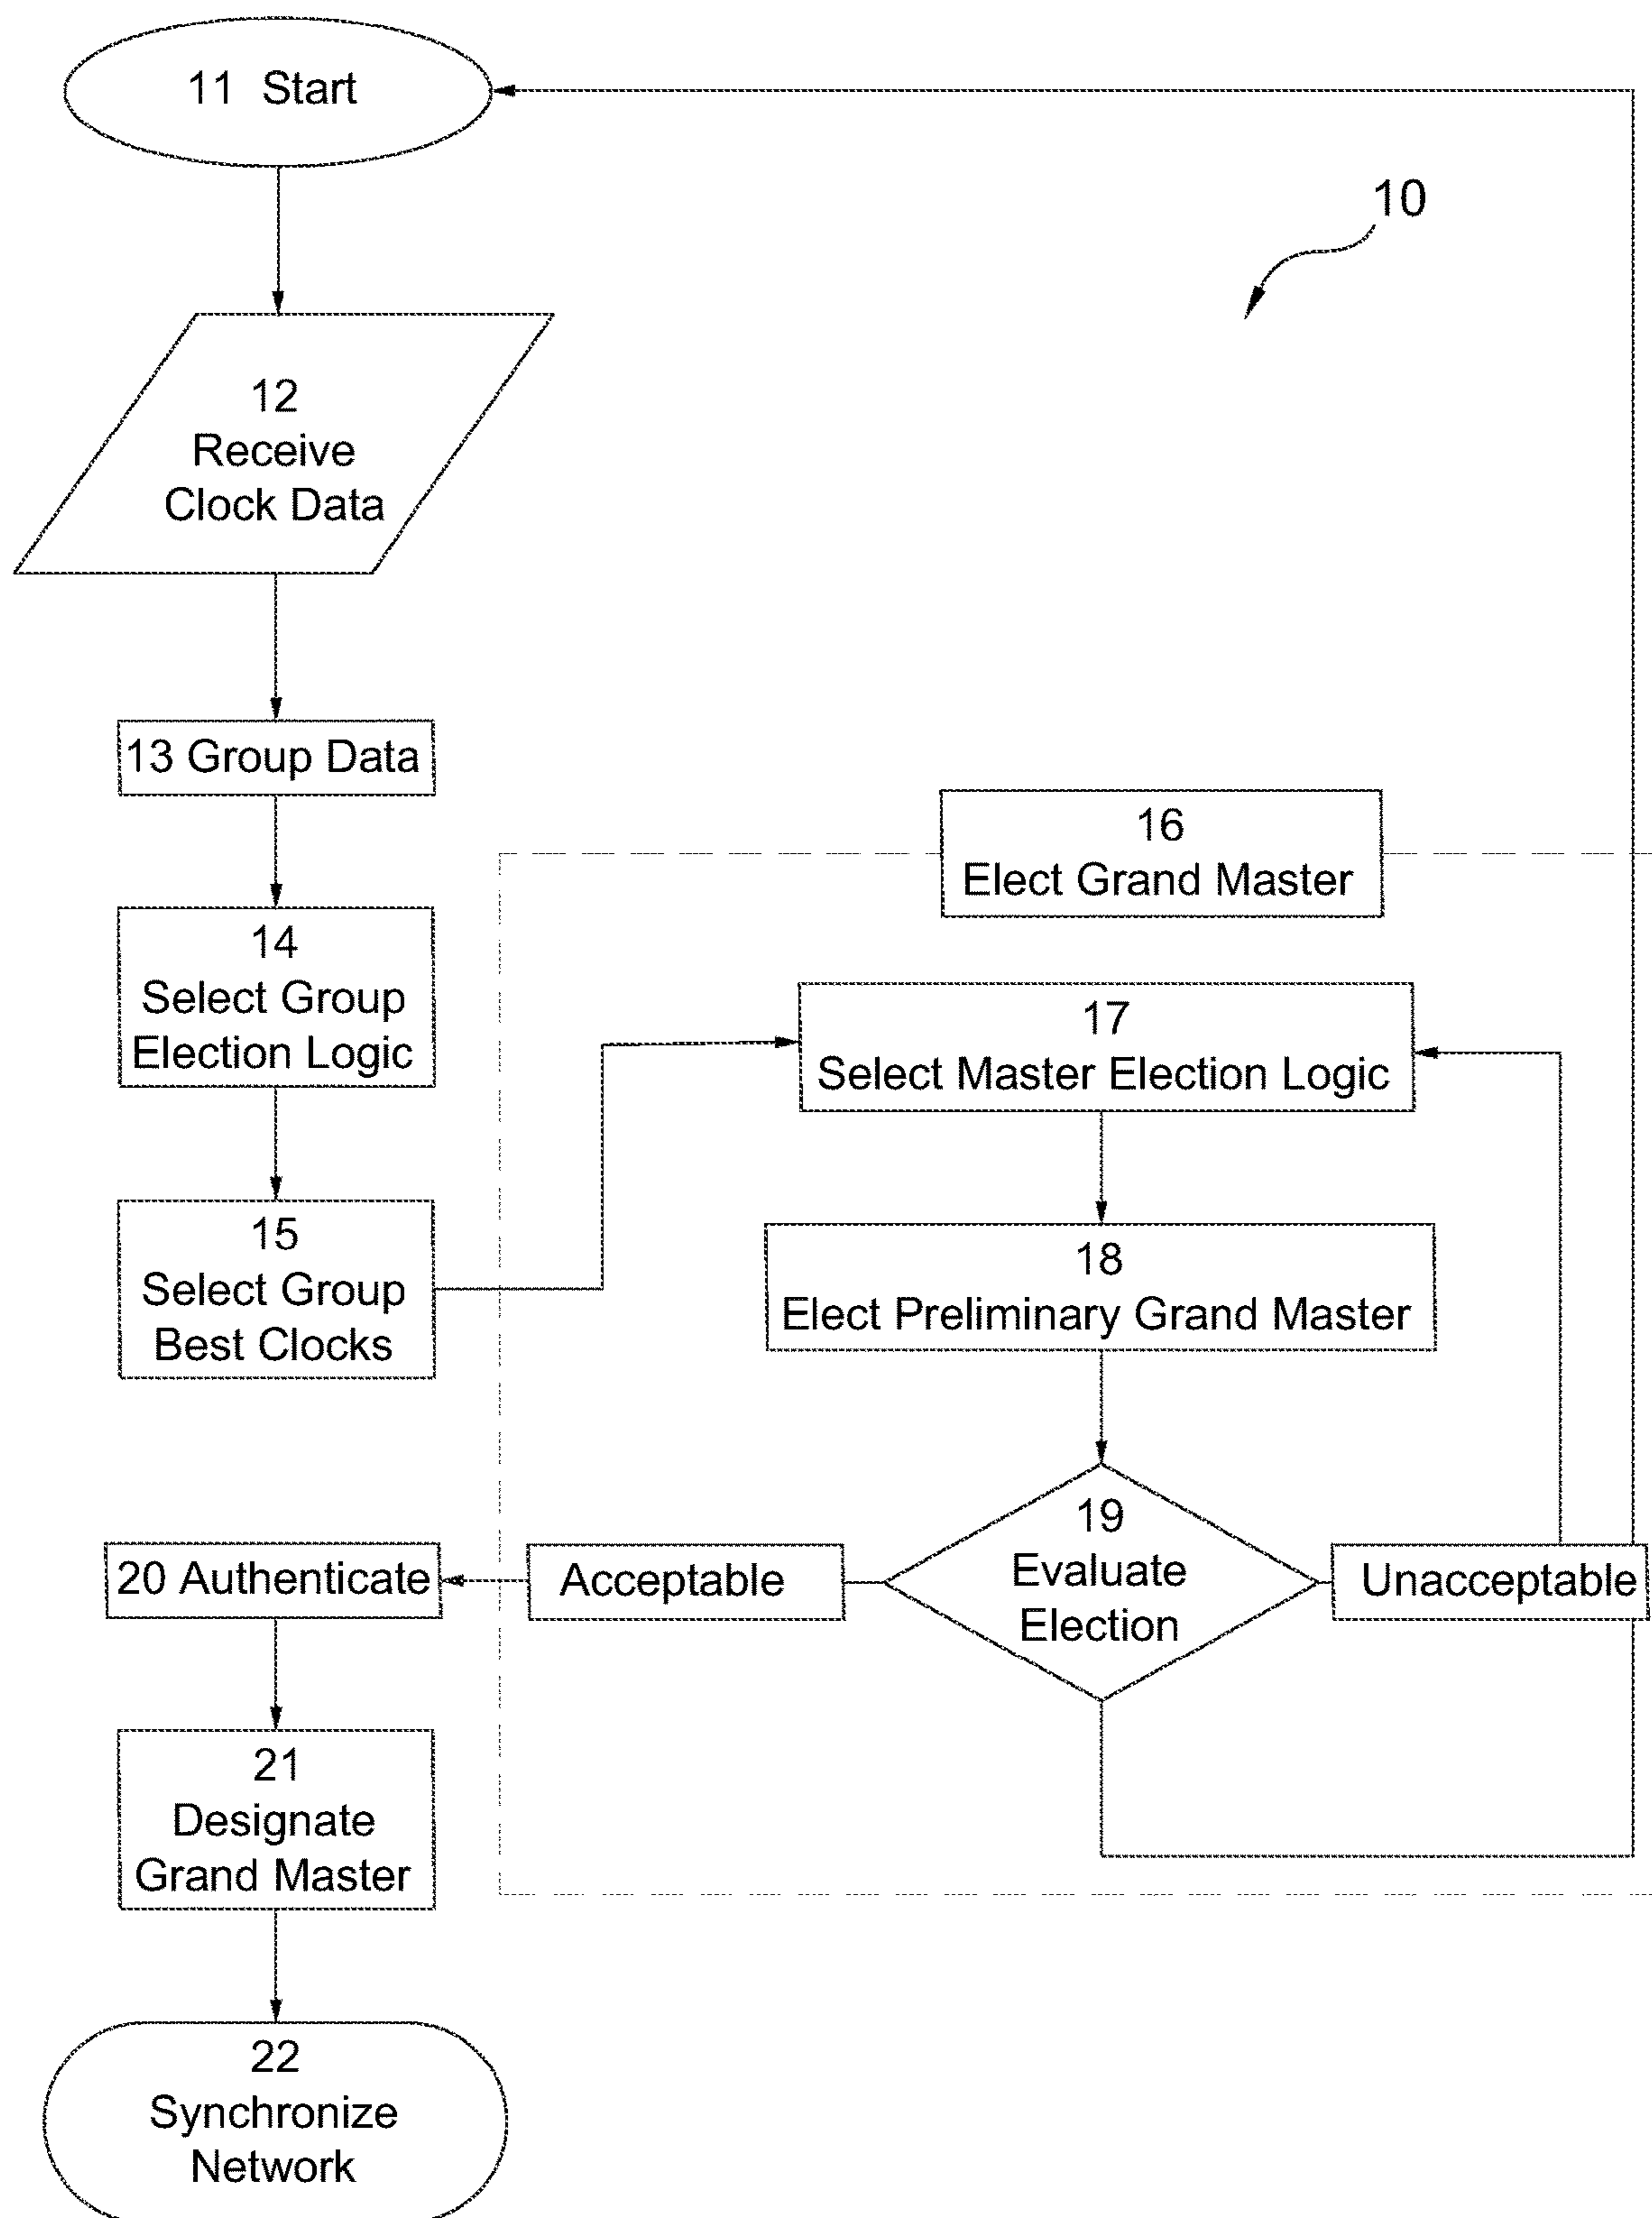 11 Start
10
12
Receive
Clock Data
13 Group Data
14
Select Group
Election Logic
15
Select Group
Best Clocks
16
Elect Grand Master
17
Select Master Election Logic
18
Elect Preliminary Grand Master
19
Evaluate
Election
Acceptable
Unacceptable
20 Authenticate
21
Designate
Grand Master
22
Synchronize
Network